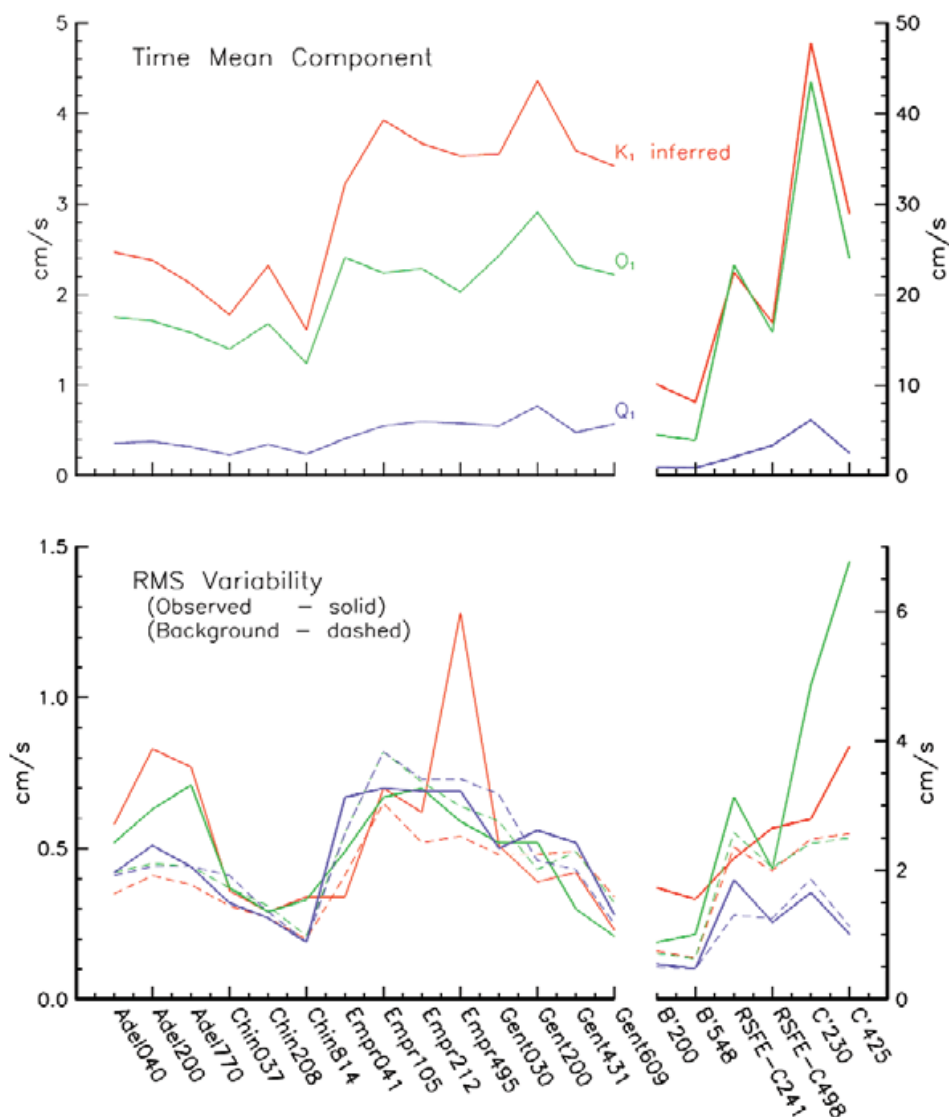 Time Mean Component
K₁ inferred
O₁
Q₁
cm/s
5
4
3
2
1
0
cm/s
50
40
30
20
10
0
RMS Variability
(Observed – solid)
(Background – dashed)
cm/s
1.5
1.0
0.5
0.0
cm/s
6
4
2
0
Adel040
Adel200
Adel770
Chin037
Chin208
Chin814
Empr041
Empr105
Empr212
Empr495
Gent030
Gent200
Gent431
Gent609
B'200
B'548
RSFE-C241
RSFE-C498
C'230
C'425